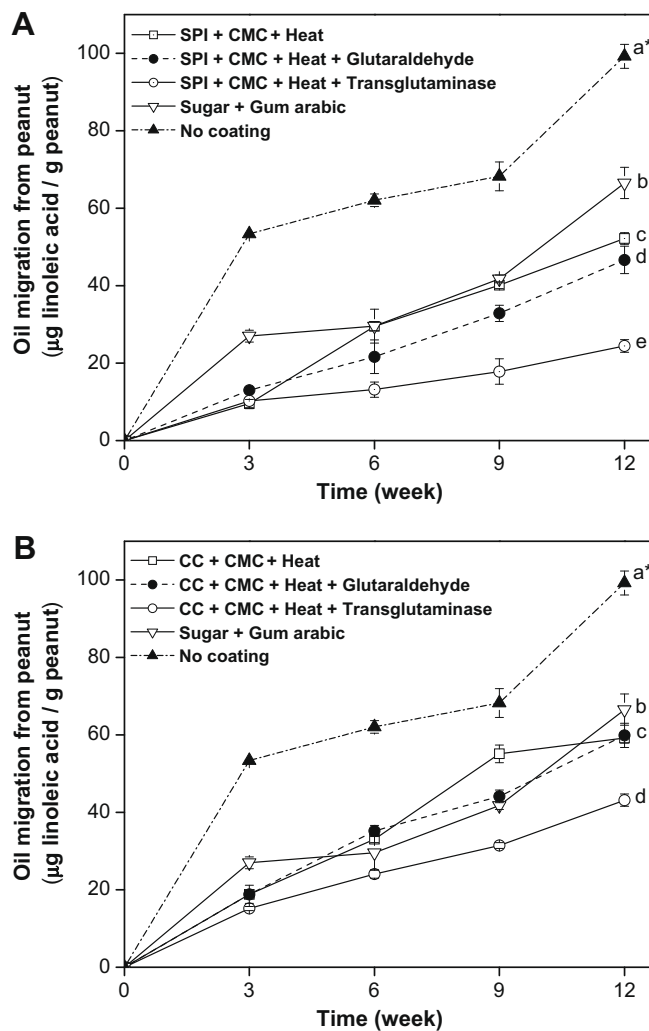 A
SPI + CMC + Heat
SPI + CMC + Heat + Glutaraldehyde
SPI + CMC + Heat + Transglutaminase
Sugar + Gum arabic
No coating
a*
b
c
d
e
100
80
60
40
20
0
Oil migration from peanut
(μg linoleic acid / g peanut)
0 3 6 9 12
Time (week)
B
CC + CMC + Heat
CC + CMC + Heat + Glutaraldehyde
CC + CMC + Heat + Transglutaminase
Sugar + Gum arabic
No coating
a*
b
c
d
100
80
60
40
20
0
Oil migration from peanut
(μg linoleic acid / g peanut)
0 3 6 9 12
Time (week)